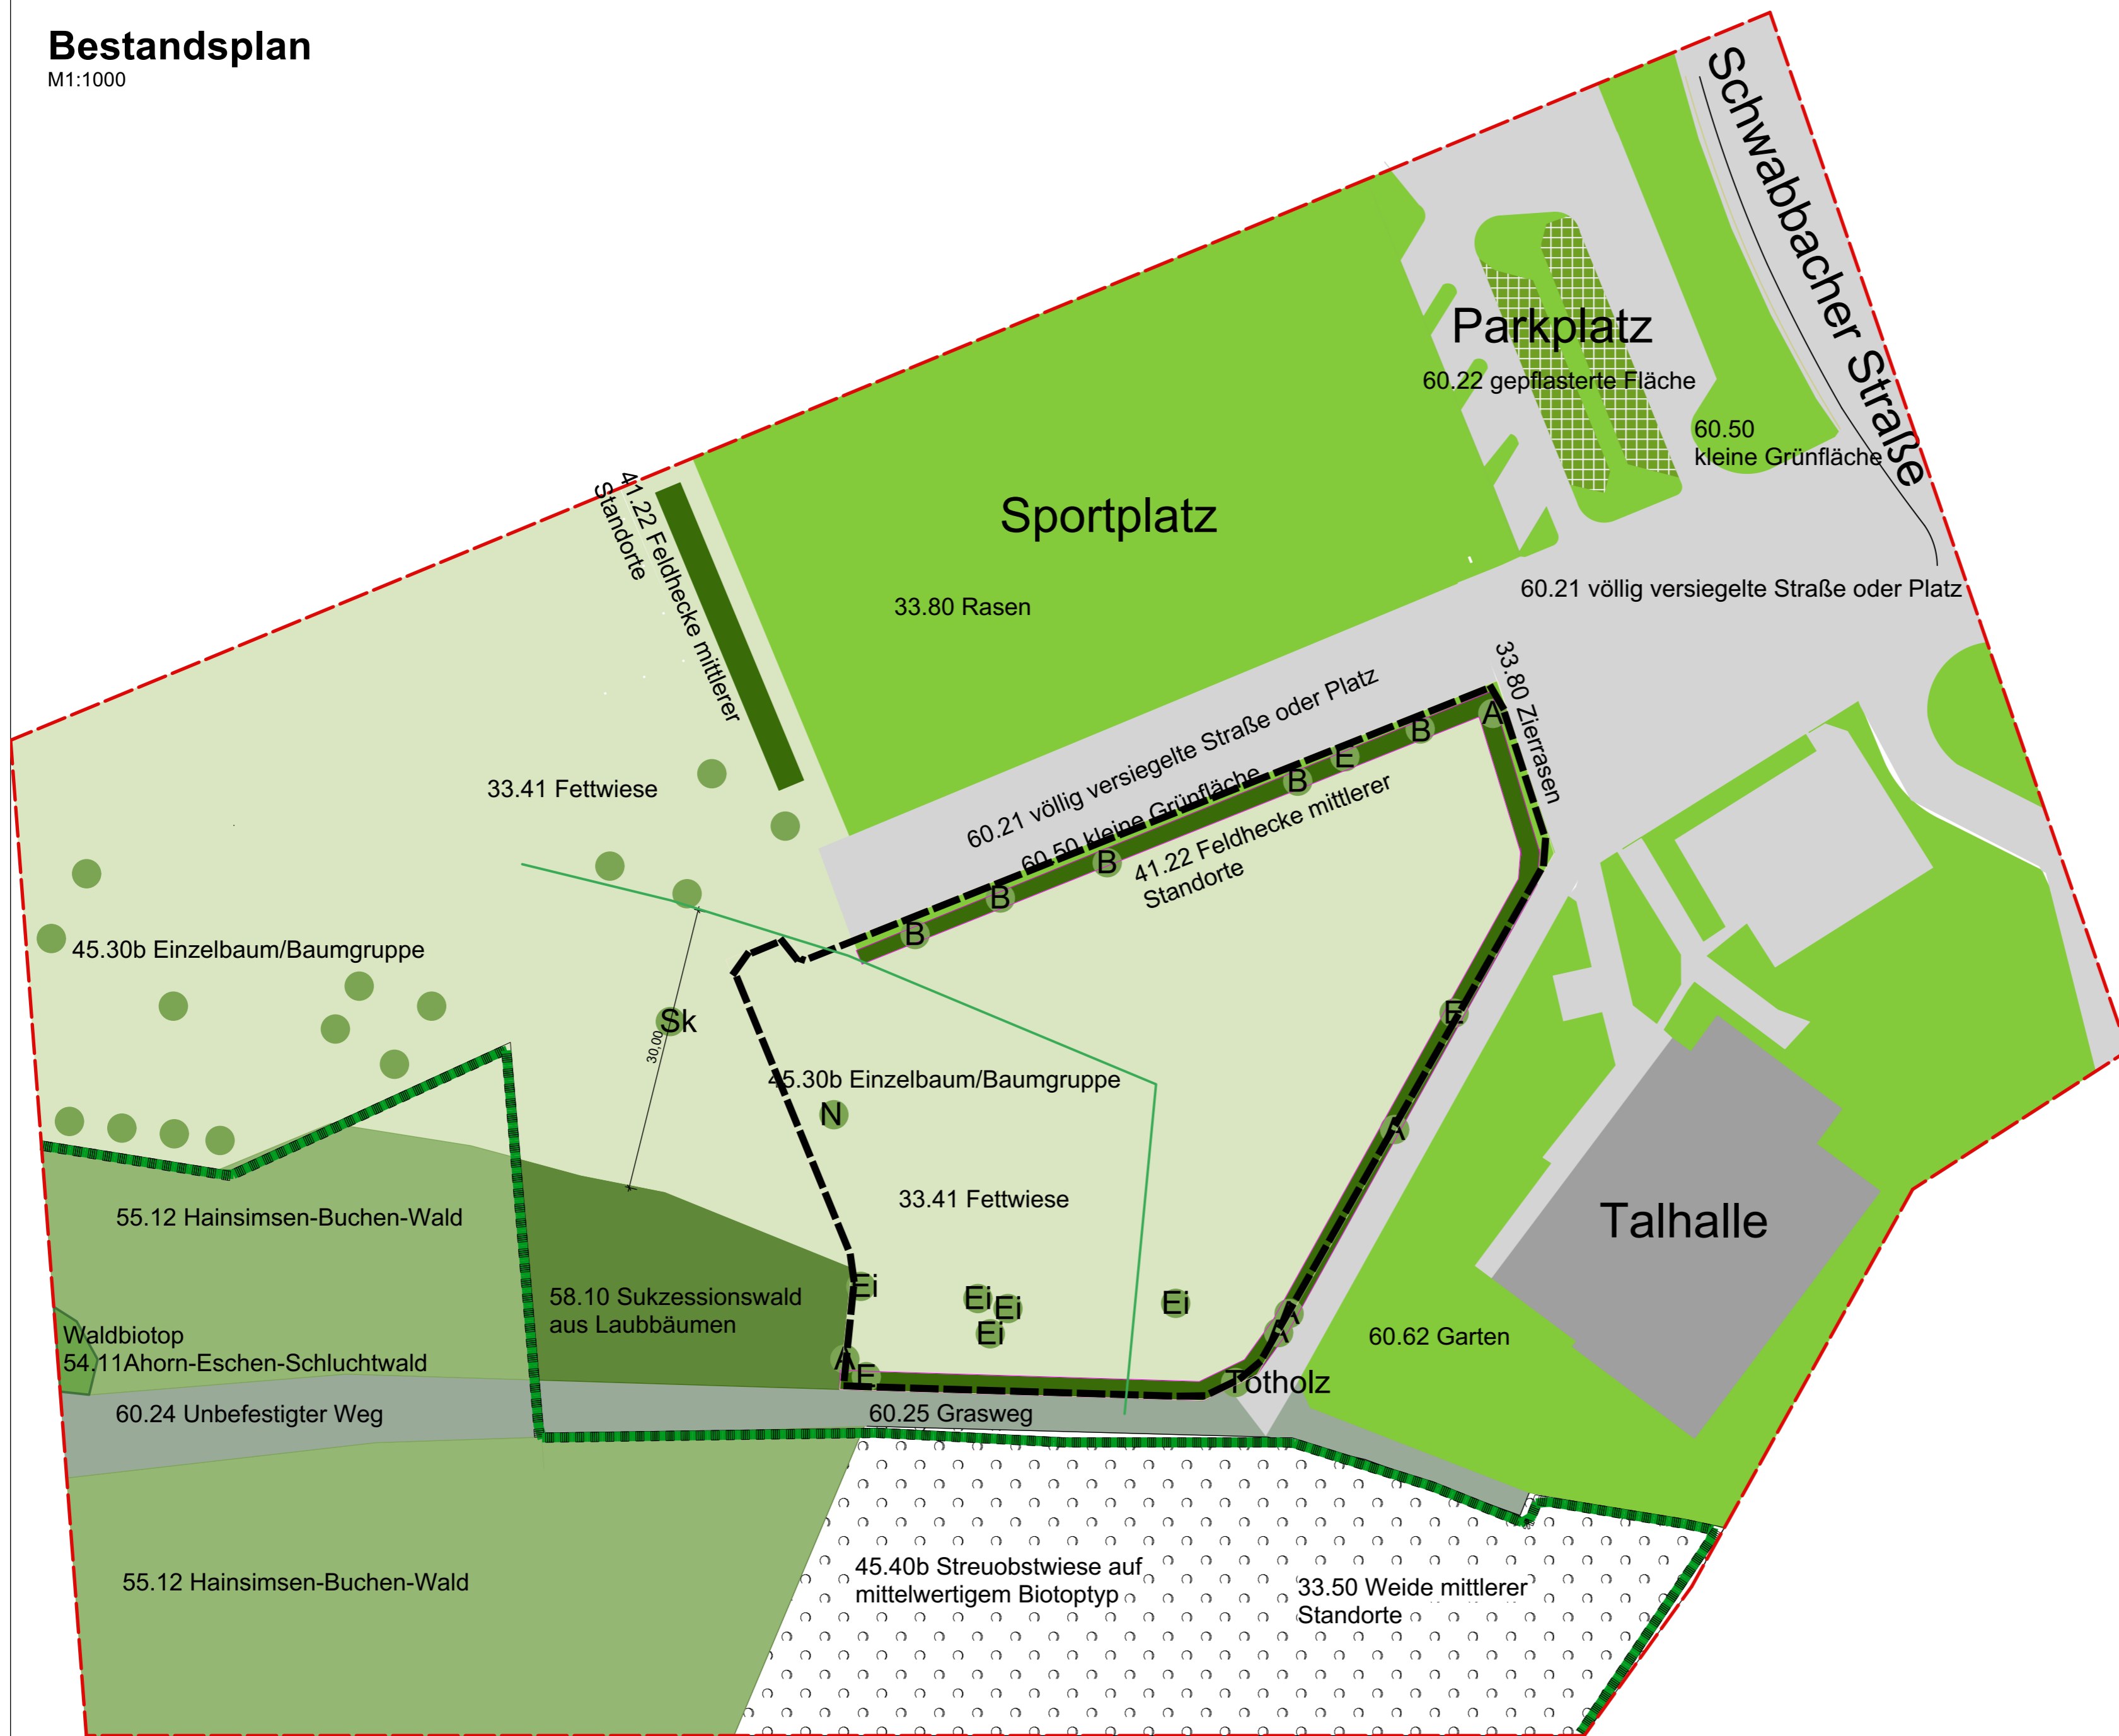 Bestandsplan
M1:1000
Schwabbacher Straße
Parkplatz
60.22 gepflasterte Fläche
60.50
kleine Grünfläche
41.22 Feldhecke mittlerer
Standorte
Sportplatz
33.80 Rasen
60.21 völlig versiegelte Straße oder Platz
33.80 Zierrasen
60.21 völlig versiegelte Straße oder Platz
60.50 kleine Grünfläche
41.22 Feldhecke mittlerer
Standorte
A
B
E
B
B
B
B
33.41 Fettwiese
45.30b Einzelbaum/Baumgruppe
Sk
30,00
E
45.30b Einzelbaum/Baumgruppe
N
A
33.41 Fettwiese
55.12 Hainsimsen-Buchen-Wald
Talhalle
58.10 Sukzessionswald
aus Laubbäumen
Ei
Ei
Ei
Ei
Ei
A
A
60.62 Garten
Waldbiotop
54.11Ahorn-Eschen-Schluchtwald
A
E
Totholz
60.24 Unbefestigter Weg
60.25 Grasweg
55.12 Hainsimsen-Buchen-Wald
45.40b Streuobstwiese auf
mittelwertigem Biotoptyp
33.50 Weide mittlerer
Standorte